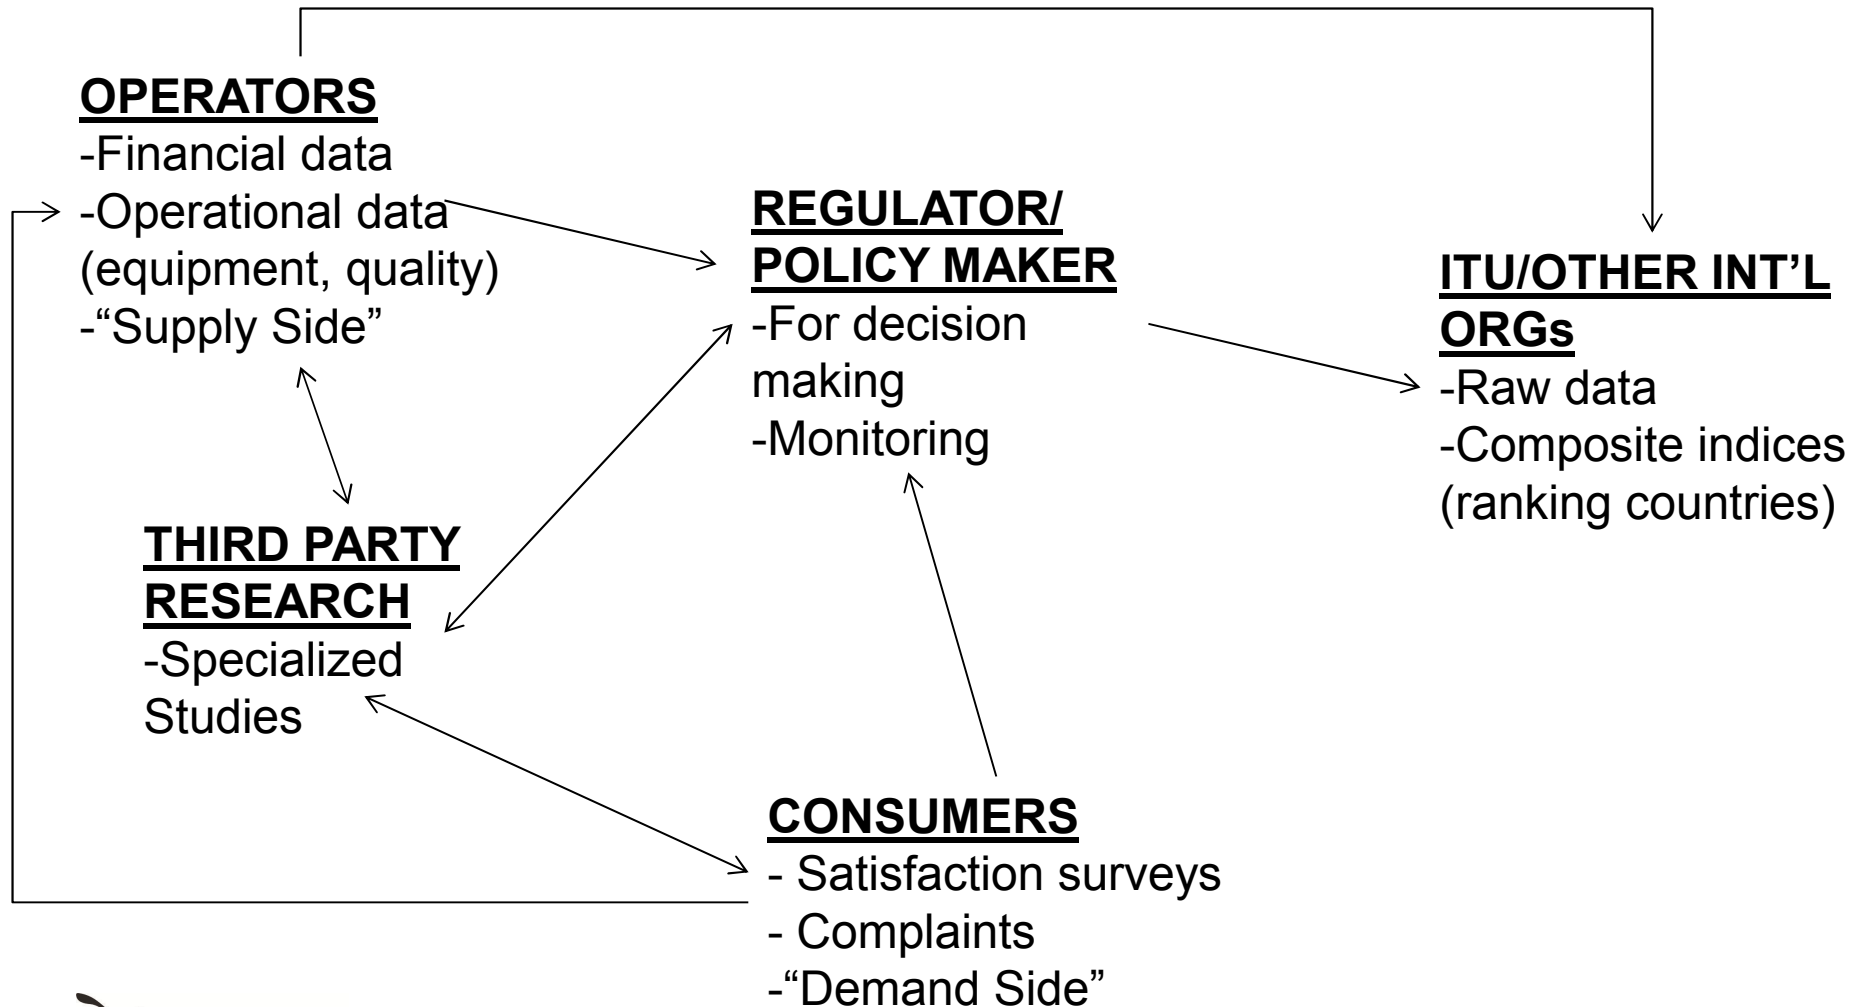 OPERATORS
-Financial data
-Operational data
(equipment, quality)
-“Supply Side”
REGULATOR/
POLICY MAKER
-For decision
making
-Monitoring
ITU/OTHER INT’L
ORGs
-Raw data
-Composite indices
(ranking countries)
THIRD PARTY
RESEARCH
-Specialized
Studies
CONSUMERS
- Satisfaction surveys
- Complaints
-“Demand Side”